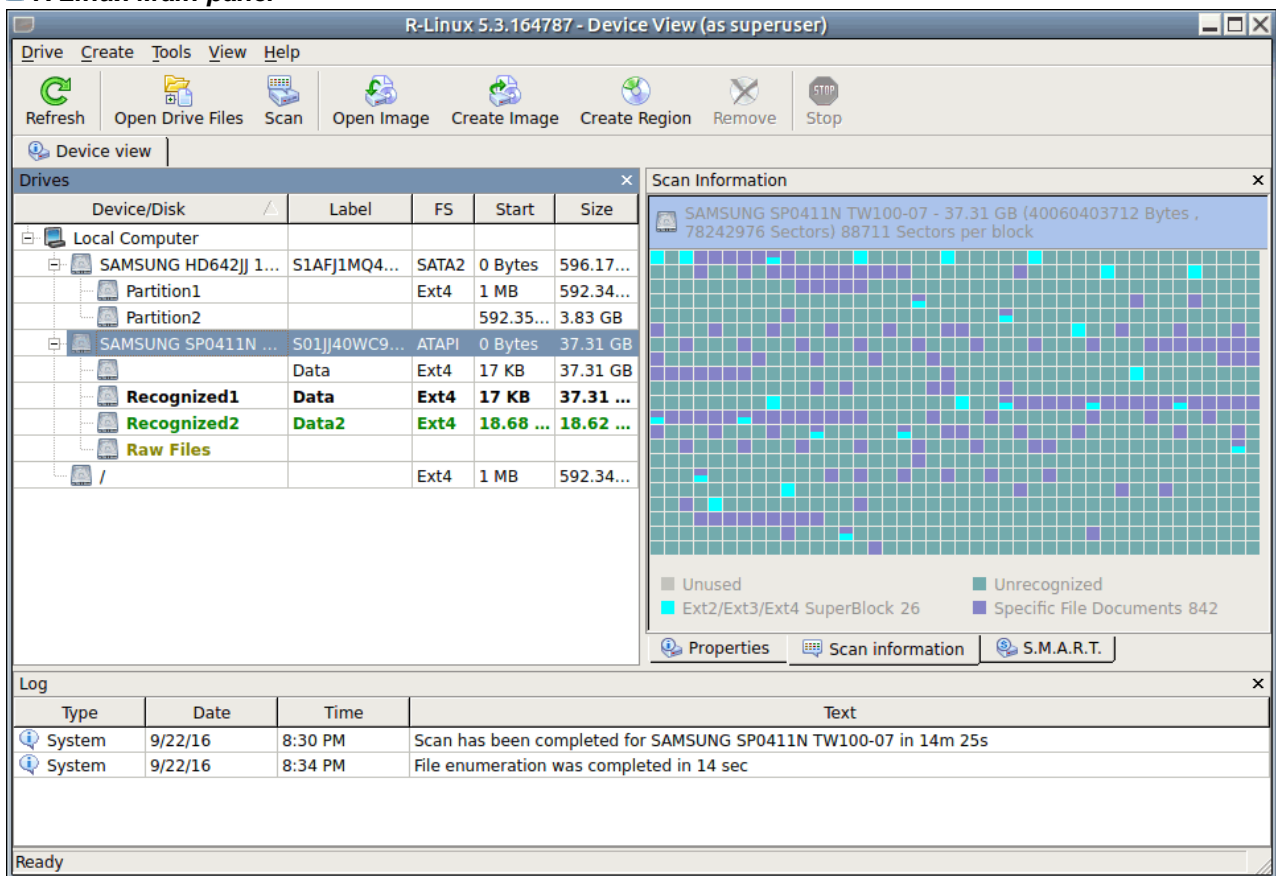 R-Linux Main panel
R-Linux 5.3.164787 - Device View (as superuser)
Drive Create Tools View Help
Refresh Open Drive Files Scan Open Image Create Image Create Region Remove Stop
Device view
Drives
Device/Disk Label FS Start Size
Local Computer
SAMSUNG HD642JJ 1... S1AFJ1MQ4... SATA2 0 Bytes 596.17...
Partition1 Ext4 1 MB 592.34...
Partition2 592.35... 3.83 GB
SAMSUNG SP0411N ... S01JJ40WC9... ATAPI 0 Bytes 37.31 GB
Data Ext4 17 KB 37.31 GB
Recognized1 Data Ext4 17 KB 37.31 ...
Recognized2 Data2 Ext4 18.68 ... 18.62 ...
Raw Files
/ Ext4 1 MB 592.34...
Scan Information
SAMSUNG SP0411N TW100-07 - 37.31 GB (40060403712 Bytes ,
78242976 Sectors) 88711 Sectors per block
Unused Unrecognized
Ext2/Ext3/Ext4 SuperBlock 26 Specific File Documents 842
Properties Scan information S.M.A.R.T.
Log
Type Date Time Text
System 9/22/16 8:30 PM Scan has been completed for SAMSUNG SP0411N TW100-07 in 14m 25s
System 9/22/16 8:34 PM File enumeration was completed in 14 sec
Ready